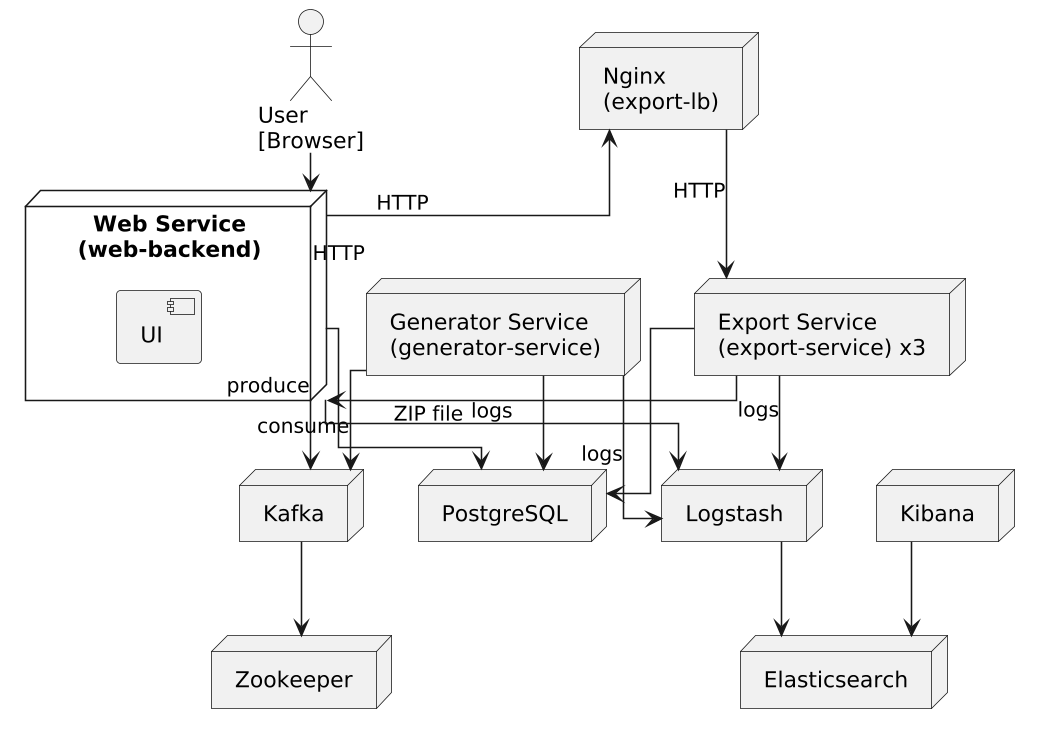 Nginx
(export-lb)
User
[Browser]
HTTP
HTTP
Web Service
(web-backend)
HTTP
UI
Generator Service
(generator-service)
Export Service
(export-service) x3
produce
ZIP file
logs
logs
consume
logs
Kafka
PostgreSQL
Logstash
Kibana
Zookeeper
Elasticsearch